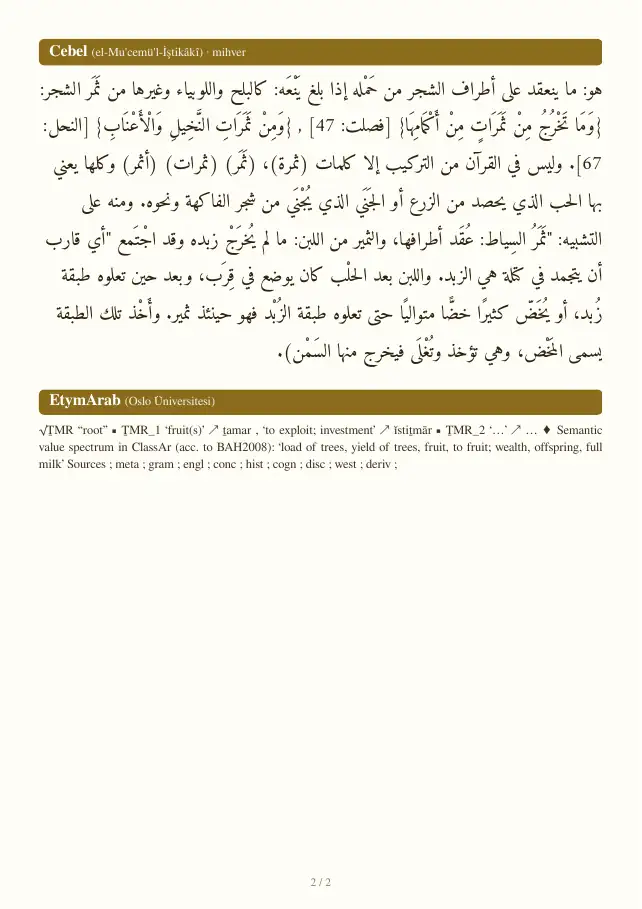 Cebel (el-Mu'cemü'l-İştikâkî) · mihver
هو: ما ينعقد على أطراف الشجر من حَمْله إذا بلغ يَنْعَه: كالبلح واللوبياء وغيرها من ثَمَر الشجر:
{وَمَا تَخْرُجُ مِنْ ثَمَرَاتٍ مِنْ أَكْمَامِهَا} [فصلت: 47] , {وَمِنْ ثَمَرَاتِ النَّخِيلِ وَالْأَعْنَابِ} [النحل:
67]. وليس في القرآن من التركيب إلا كلمات (ثمرة)، (ثَمَر) (ثمرات) (أثمر) وكلها يعني
بها الحب الذي يحصد من الزرع أو الجَنَى الذي يُجْنَي من شجر الفاكهة ونحوه. ومنه على
التشبيه: "ثَمَرُ السِياط: عُقَد أطرافها، والثمير من اللبن: ما لم يُخرَجْ زبده وقد اجْتَمع "أي قارب
أن يتجمد في كتلة هي الزبد. واللبن بعد الحلْب كان يوضع في قِرَب، وبعد حين تعلوه طبقة
زُبد، أو يُخَضّ كثيرًا خضًّا متواليًا حتى تعلوه طبقة الزُبْد فهو حينئذ ثمير. وأَخْذ تلك الطبقة
يسمى المَخْض، وهي تؤخذ وتُغْلَى فيخرج منها السَمْن).
EtymArab (Oslo Üniversitesi)
√ṮMR “root” ▪ ṮMR_1 ‘fruit(s)’ ↗ ṯamar , ‘to exploit; investment’ ↗ ĭstiṯmār ▪ ṮMR_2 ‘…’ ↗ … ♦ Semantic
value spectrum in ClassAr (acc. to BAH2008): ‘load of trees, yield of trees, fruit, to fruit; wealth, offspring, full
milk’ Sources ; meta ; gram ; engl ; conc ; hist ; cogn ; disc ; west ; deriv ;
2 / 2